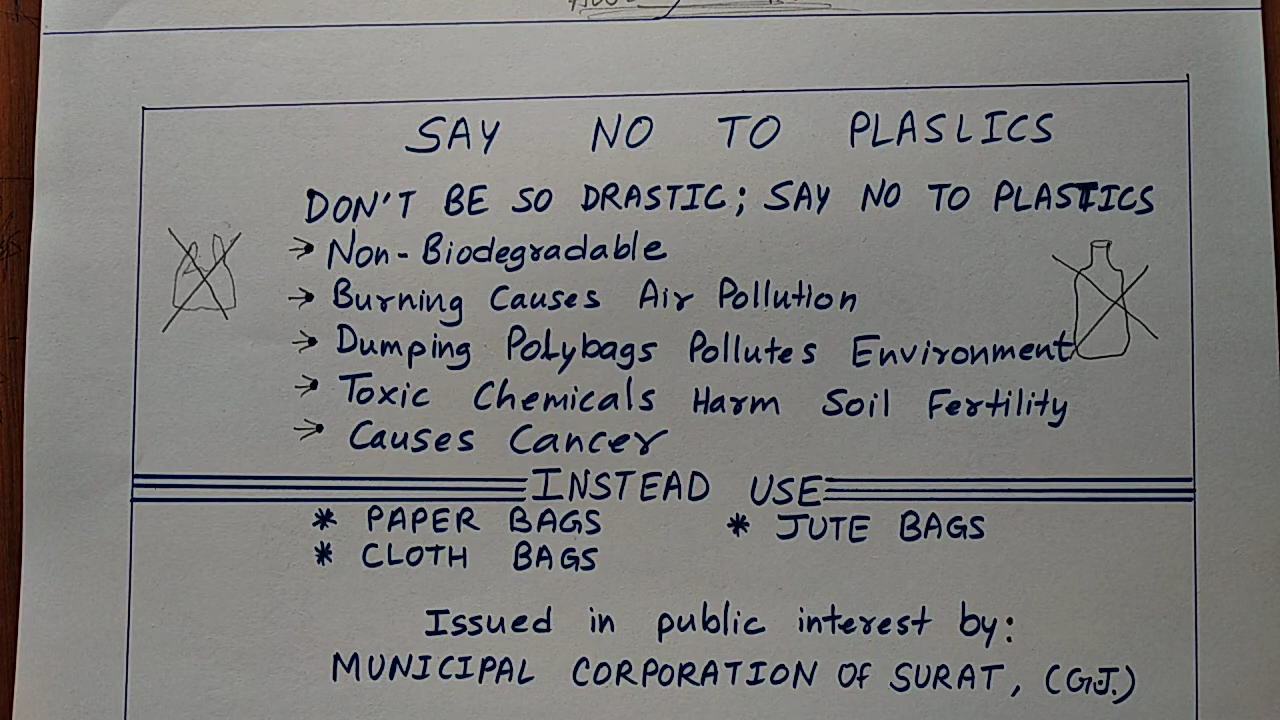 SAY NO TO PLASLICS
DON'T BE SO DRASTIC; SAY NO TO PLASTICS
→ Non-Biodegradable
→ Burning Causes Air Pollution
→ Dumping Polybags Pollutes Environment
→ Toxic Chemicals Harm Soil Fertility
→ Causes Cancer
INSTEAD USE
* PAPER BAGS * JUTE BAGS
* CLOTH BAGS
Issued in public interest by:
MUNICIPAL CORPORATION OF SURAT, (GJ.)